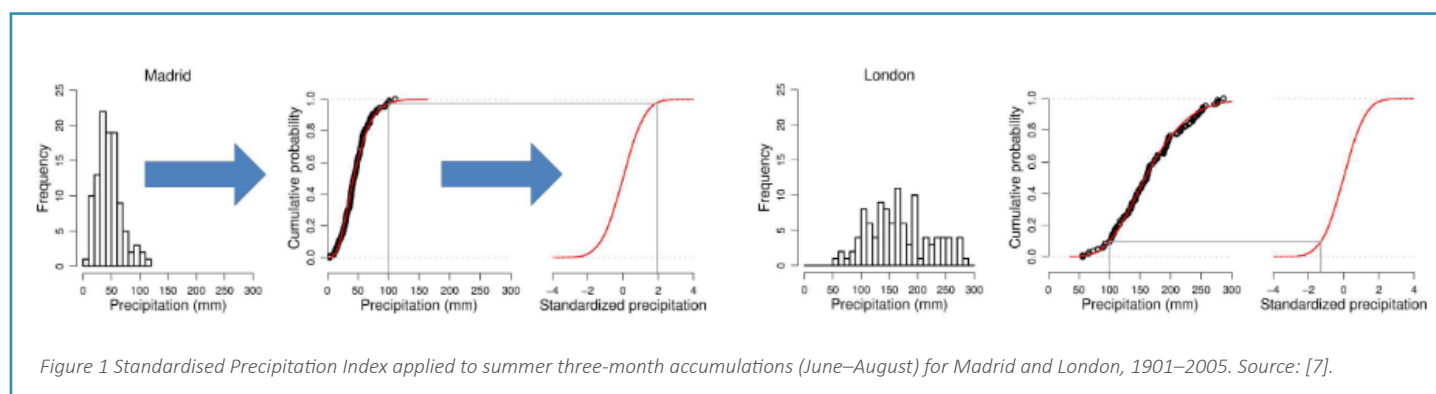 Madrid
Frequency
0 5 10 15 20 25
0 50 100 150 200 250 300
Precipitation (mm)
Cumulative probability
0.0 0.2 0.4 0.6 0.8 1.0
0 50 100 150 200 250 300
Precipitation (mm)
−4 −2 0 2 4
Standardized precipitation
London
Frequency
0 5 10 15 20 25
0 50 100 150 200 250 300
Precipitation (mm)
Cumulative probability
0.0 0.2 0.4 0.6 0.8 1.0
0 50 100 150 200 250 300
Precipitation (mm)
−4 −2 0 2 4
Standardized precipitation
Figure 1 Standardised Precipitation Index applied to summer three-month accumulations (June–August) for Madrid and London, 1901–2005. Source: [7].